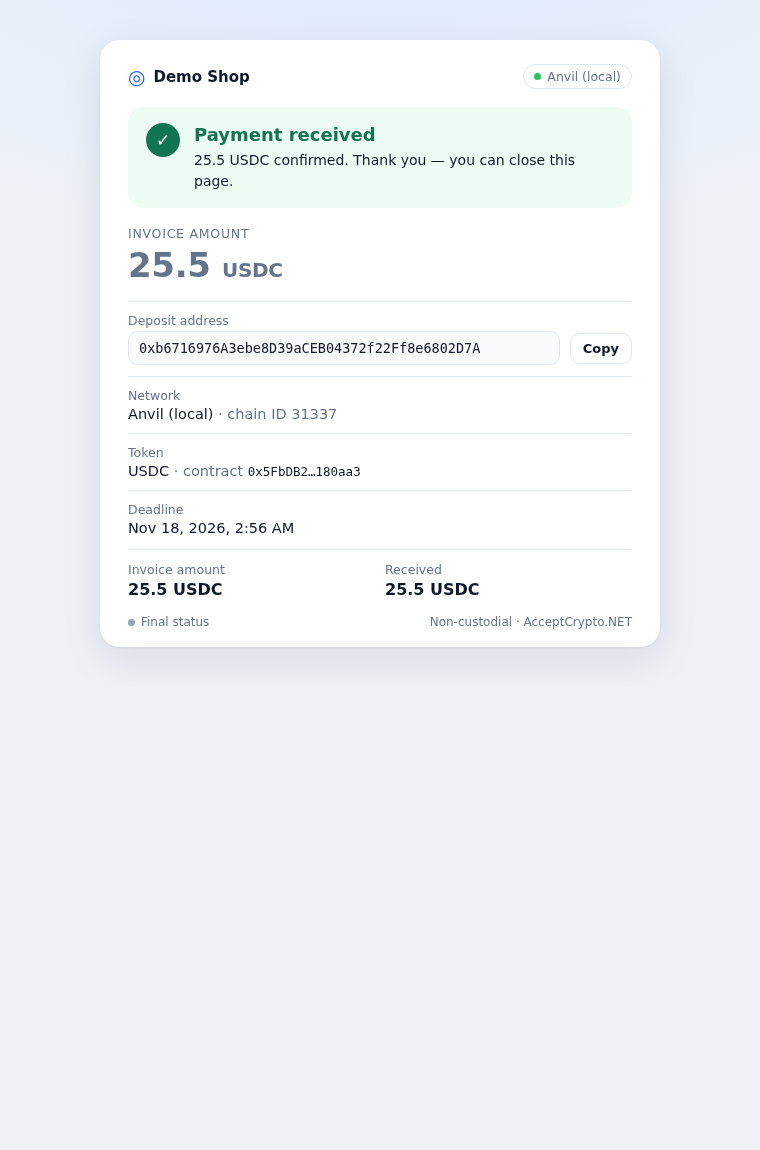 ◎ Demo Shop
Anvil (local)
✓
Payment received
25.5 USDC confirmed. Thank you — you can close this
page.
INVOICE AMOUNT
25.5 USDC
Deposit address
0xb6716976A3ebe8D39aCEB04372f22Ff8e6802D7A
Copy
Network
Anvil (local) · chain ID 31337
Token
USDC · contract 0x5FbDB2…180aa3
Deadline
Nov 18, 2026, 2:56 AM
Invoice amount
Received
25.5 USDC
25.5 USDC
Final status
Non-custodial · AcceptCrypto.NET